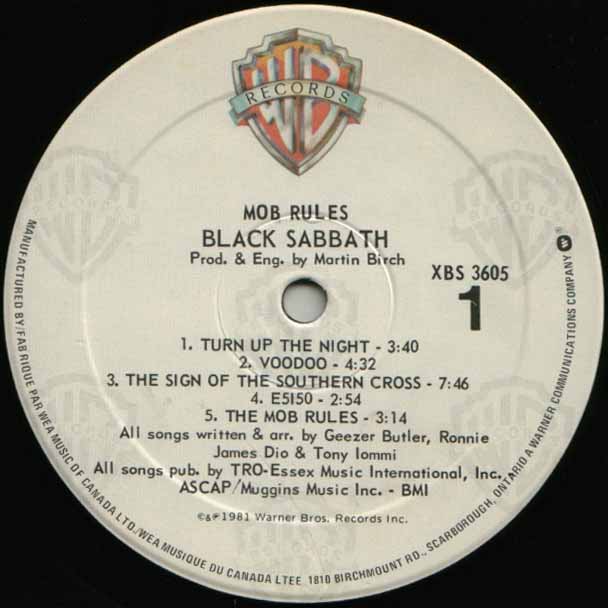 WB
RECORDS
MOB RULES
BLACK SABBATH
Prod. & Eng. by Martin Birch
XBS 3605
1
1. TURN UP THE NIGHT - 3:40
2. VOODOO - 4:32
3. THE SIGN OF THE SOUTHERN CROSS - 7:46
4. E5150 - 2:54
5. THE MOB RULES - 3:14
All songs written & arr. by Geezer Butler, Ronnie
James Dio & Tony Iommi
All songs pub. by TRO-Essex Music International, Inc.
ASCAP/Muggins Music Inc. - BMI
©&℗1981 Warner Bros. Records Inc.
MANUFACTURED BY/FABRIQUE PAR WEA MUSIC OF CANADA LTD./WEA MUSIQUE DU CANADA LTEE 1810 BIRCHMOUNT RD., SCARBOROUGH, ONTARIO A WARNER COMMUNICATIONS COMPANY W®